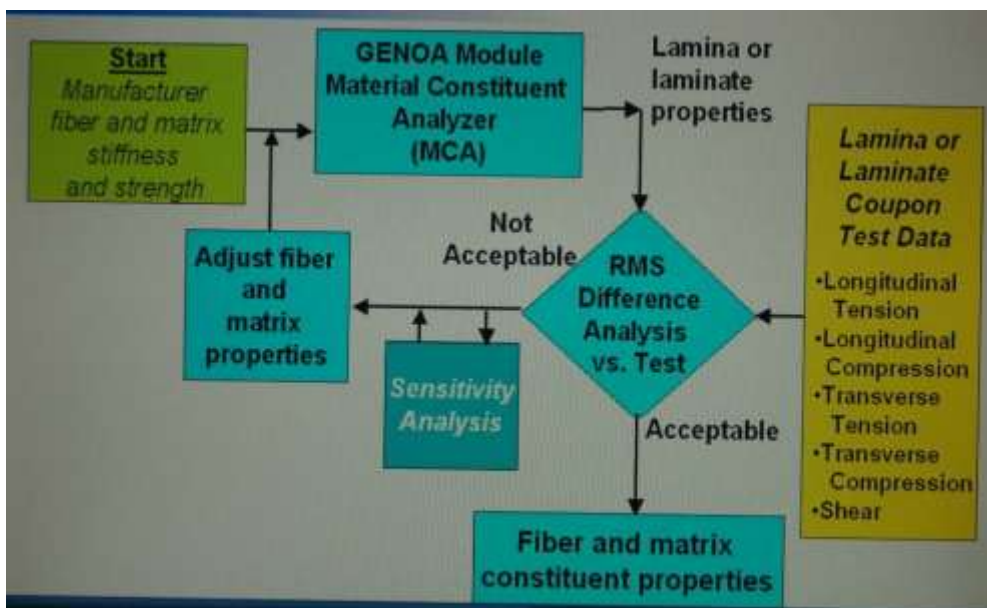 Start
Manufacturer
fiber and matrix
stiffness
and strength
GENOA Module
Material Constituent
Analyzer
(MCA)
Lamina or
laminate
properties
Lamina or
Laminate
Coupon
Test Data
•Longitudinal
Tension
•Longitudinal
Compression
•Transverse
Tension
•Transverse
Compression
•Shear
Not
Acceptable
RMS
Difference
Analysis
vs. Test
Adjust fiber
and
matrix
properties
Sensitivity
Analysis
Acceptable
Fiber and matrix
constituent properties